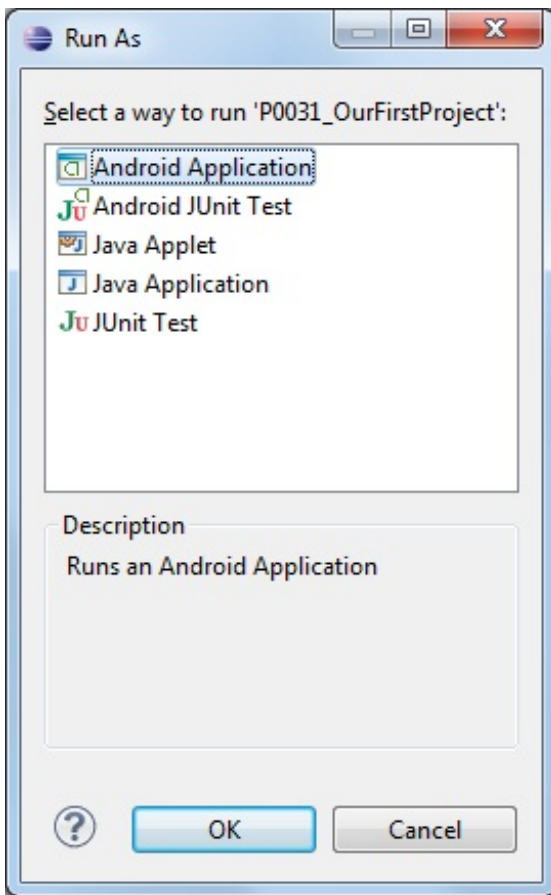 Run As
Select a way to run 'P0031_OurFirstProject':
Android Application
Android JUnit Test
Java Applet
Java Application
JUnit Test
Description
Runs an Android Application
OK
Cancel